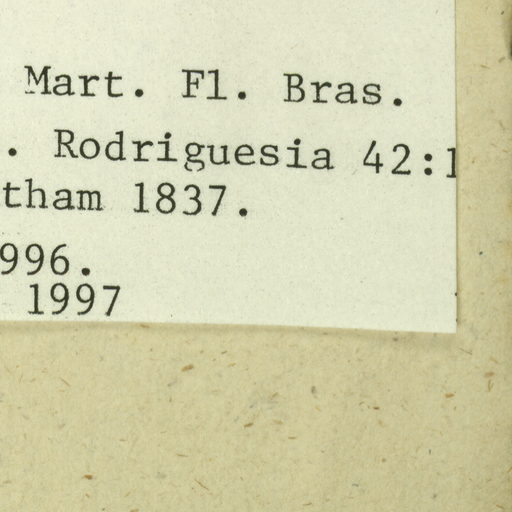 Mart. Fl. Bras.
. Rodriguesia 42:1
tham 1837.
996.
1997